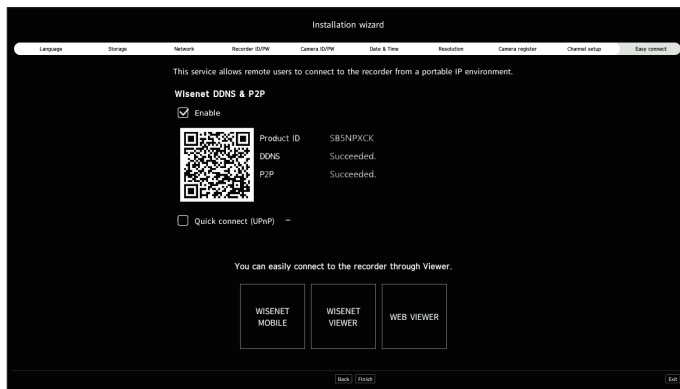 Installation wizard
Language Storage Network Recorder ID/PW Camera ID/PW Date & Time Resolution Camera register Channel setup Easy connect
This service allows remote users to connect to the recorder from a portable IP environment.
Wisenet DDNS & P2P
Enable
Product ID SB5NPXCK
DDNS Succeeded.
P2P Succeeded.
Quick connect (UPnP) –
You can easily connect to the recorder through Viewer.
WISENET MOBILE
WISENET VIEWER
WEB VIEWER
Back Finish Exit